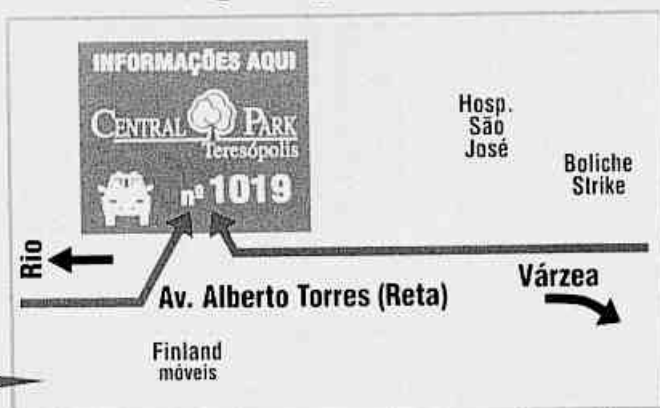 INFORMAÇÕES AQUI
CENTRAL PARK
Teresópolis
nº 1019
Hosp.
São
José
Boliche
Strike
Rio
Av. Alberto Torres (Reta)
Várzea
Finland
móveis